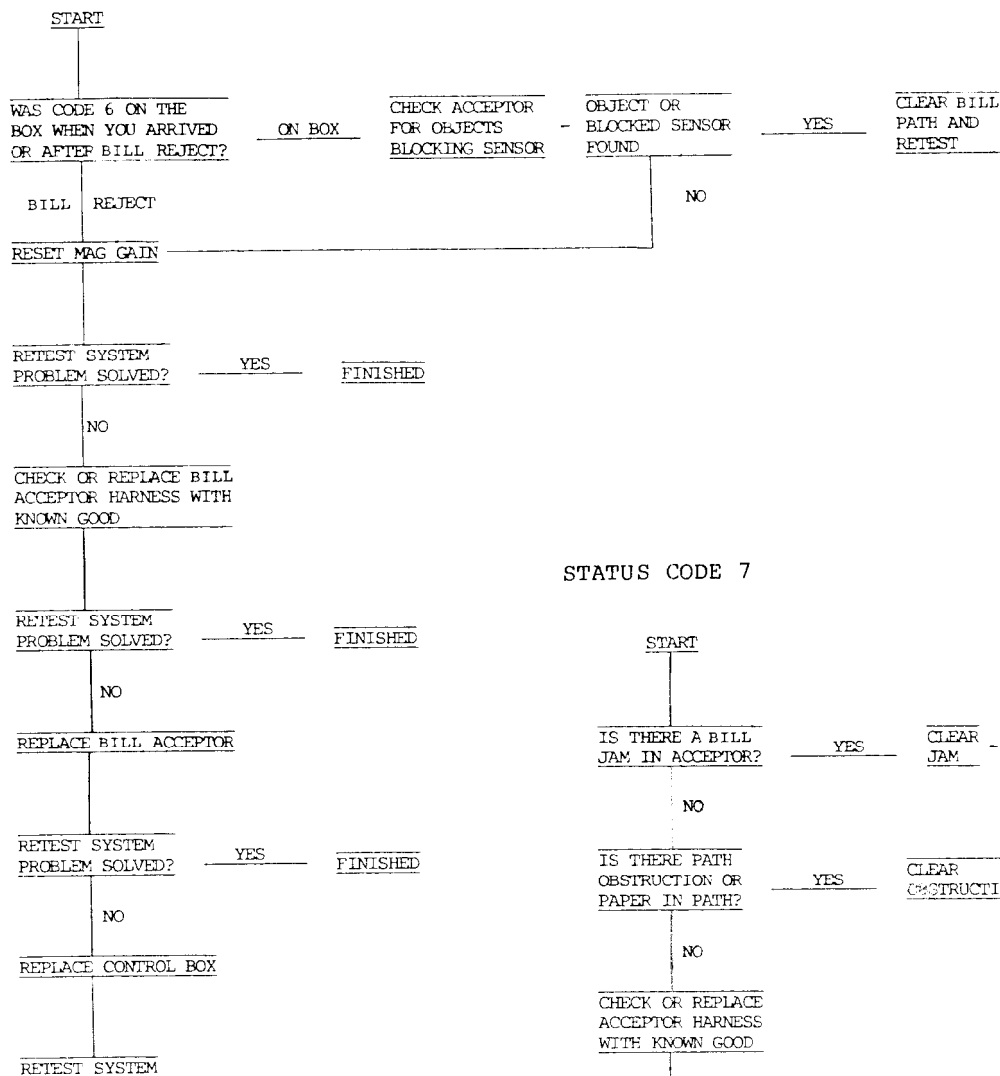 START
WAS CODE 6 ON THE
BOX WHEN YOU ARRIVED
OR AFTER BILL REJECT?
ON BOX
CHECK ACCEPTOR
FOR OBJECTS
BLOCKING SENSOR
OBJECT OR
BLOCKED SENSOR
FOUND
YES
CLEAR BILL
PATH AND
RETEST
BILL REJECT
NO
RESET MAG GAIN
RETEST SYSTEM
PROBLEM SOLVED?
YES
FINISHED
NO
CHECK OR REPLACE BILL
ACCEPTOR HARNESS WITH
KNOWN GOOD
RETEST SYSTEM
PROBLEM SOLVED?
YES
FINISHED
NO
REPLACE BILL ACCEPTOR
RETEST SYSTEM
PROBLEM SOLVED?
YES
FINISHED
NO
REPLACE CONTROL BOX
RETEST SYSTEM
STATUS CODE 7
START
IS THERE A BILL
JAM IN ACCEPTOR?
YES
CLEAR
JAM
NO
IS THERE PATH
OBSTRUCTION OR
PAPER IN PATH?
YES
CLEAR
OBSTRUCTI
NO
CHECK OR REPLACE
ACCEPTOR HARNESS
WITH KNOWN GOOD